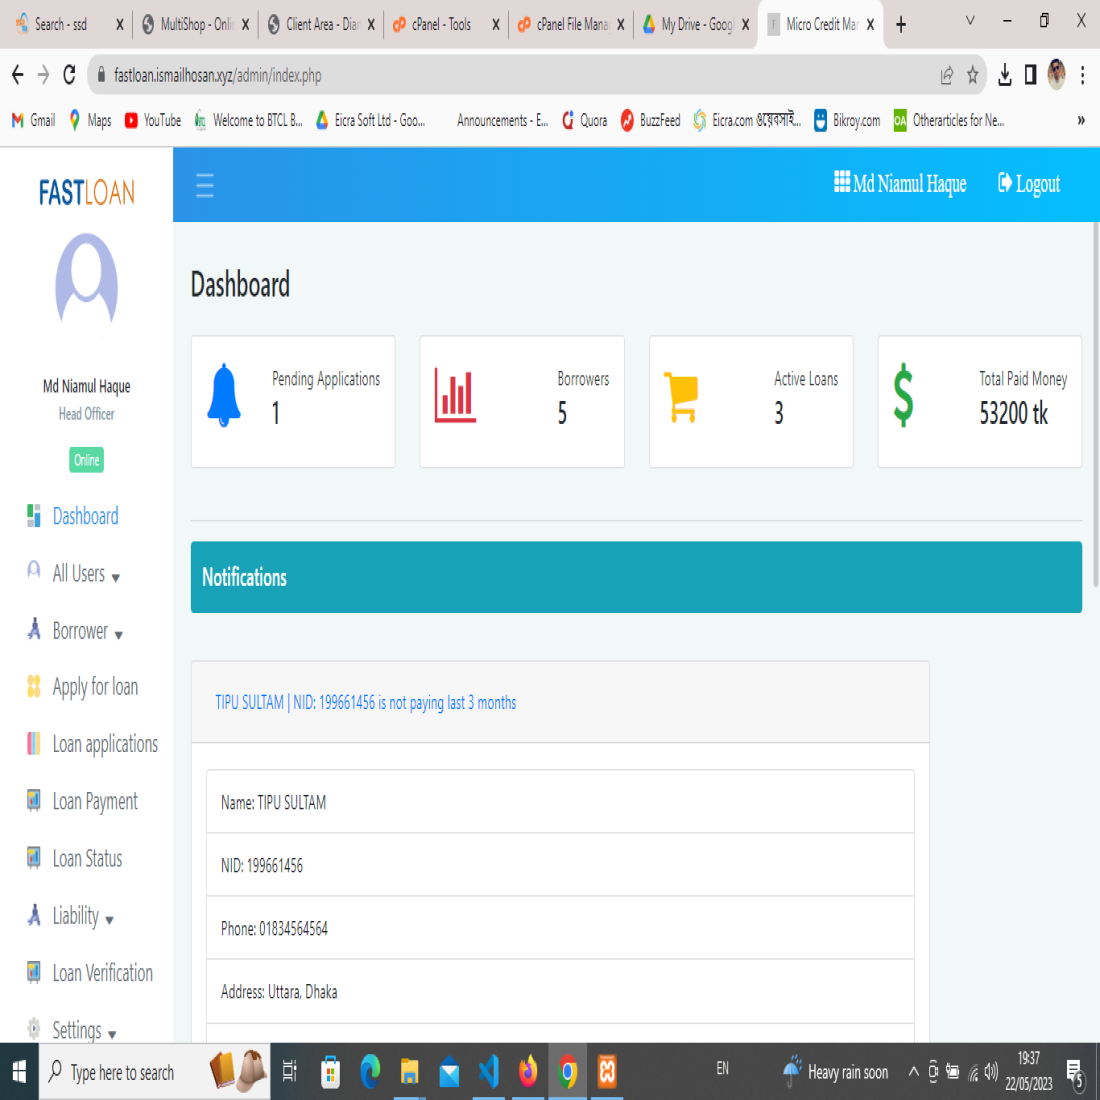 Search - ssd
MultiShop - Onli
Client Area - Dia
cPanel - Tools
cPanel File Mana
My Drive - Goog
Micro Credit Mar
fastloan.ismailhosan.xyz/admin/index.php
Gmail
Maps
YouTube
Welcome to BTCL B...
Eicra Soft Ltd - Goo...
Announcements - E...
Quora
BuzzFeed
Eicra.com ওয়েবসাই...
Bikroy.com
OA
Otherarticles for Ne...
»
FASTLOAN
Md Niamul Haque
Logout
Md Niamul Haque
Head Officer
Online
Dashboard
All Users
Borrower
Apply for loan
Loan applications
Loan Payment
Loan Status
Liability
Loan Verification
Settings
Dashboard
Pending Applications
1
Borrowers
5
Active Loans
3
Total Paid Money
53200 tk
Notifications
TIPU SULTAM | NID: 199661456 is not paying last 3 months
Name: TIPU SULTAM
NID: 199661456
Phone: 01834564564
Address: Uttara, Dhaka
Type here to search
EN
Heavy rain soon
19:37
22/05/2023
5